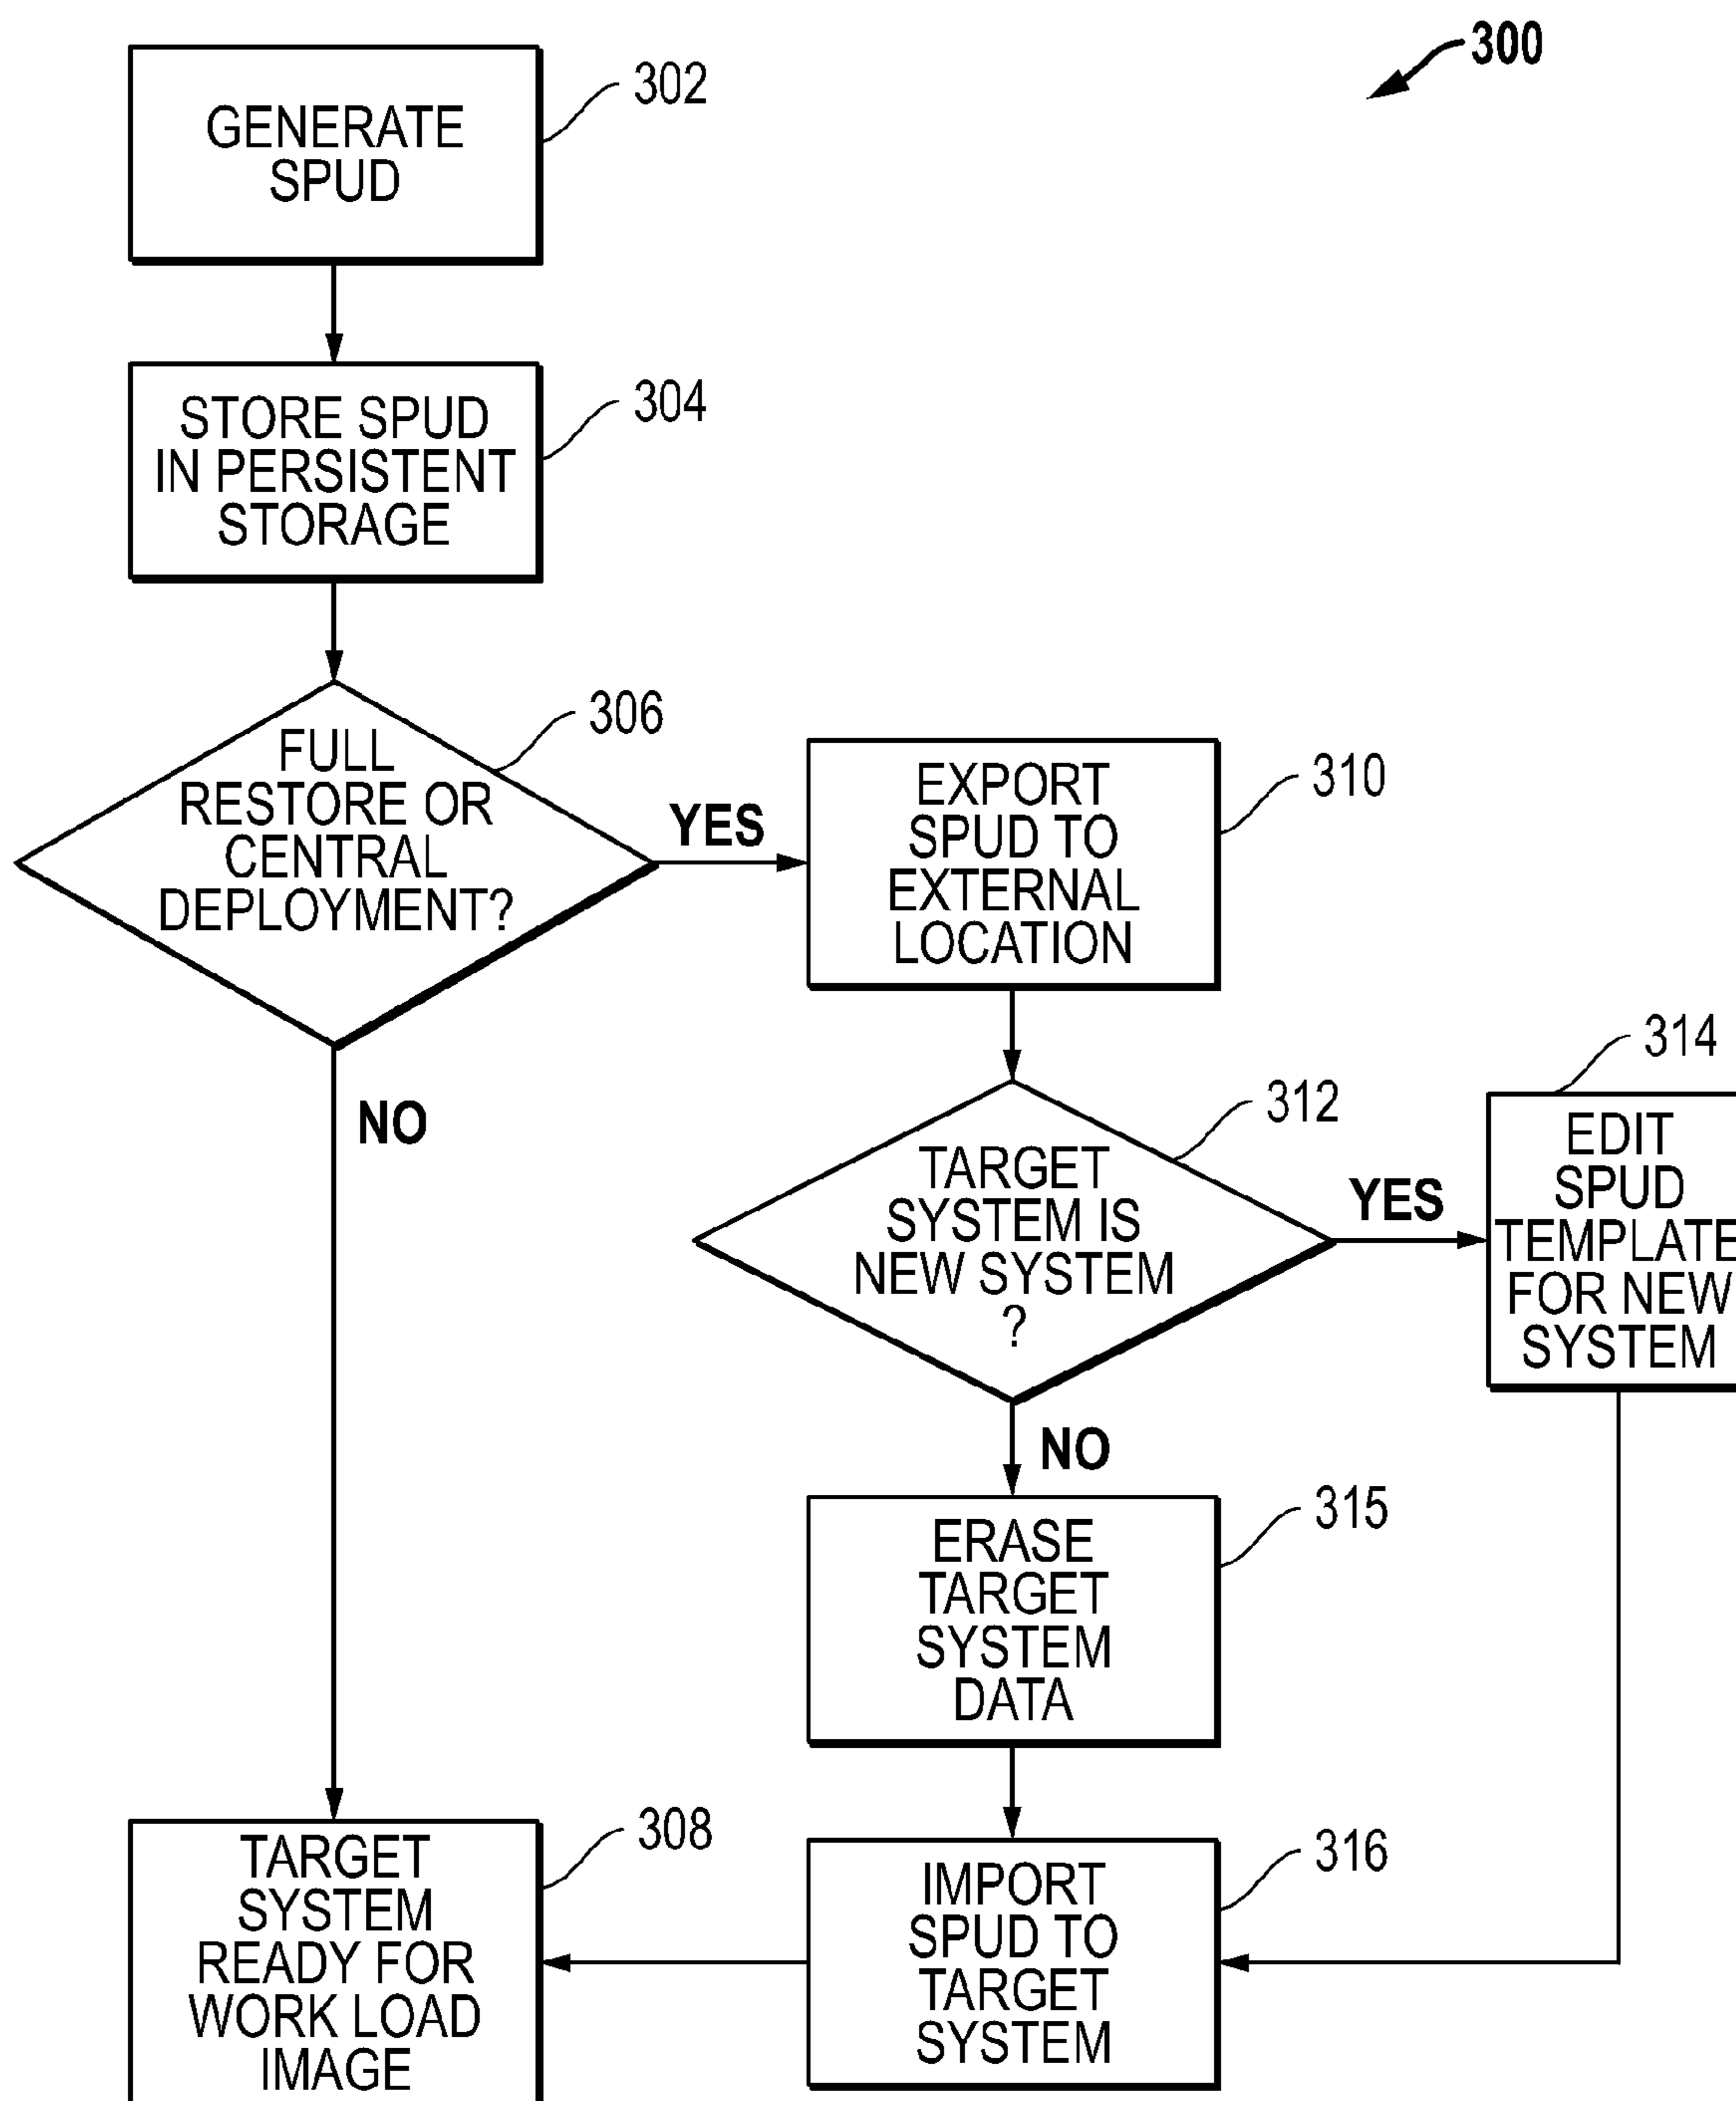 300
GENERATE
SPUD
302
STORE SPUD
IN PERSISTENT
STORAGE
304
FULL
RESTORE OR
CENTRAL
DEPLOYMENT?
306
YES
NO
EXPORT
SPUD TO
EXTERNAL
LOCATION
310
TARGET
SYSTEM IS
NEW SYSTEM
?
312
YES
NO
314
EDIT
SPUD
TEMPLATE
FOR NEW
SYSTEM
ERASE
TARGET
SYSTEM
DATA
315
IMPORT
SPUD TO
TARGET
SYSTEM
316
TARGET
SYSTEM
READY FOR
WORK LOAD
IMAGE
308